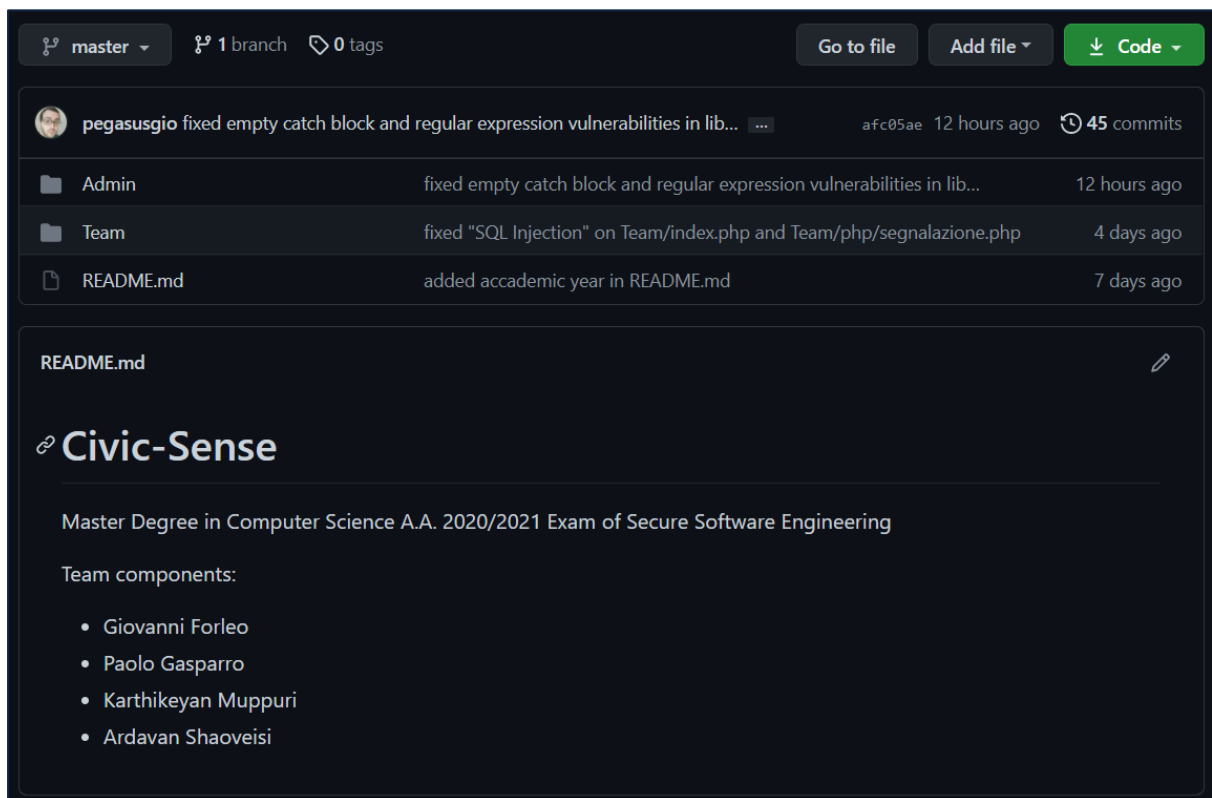 master 1 branch 0 tags Go to file Add file Code
pegasusgio fixed empty catch block and regular expression vulnerabilities in lib... ... afc05ae 12 hours ago 45 commits
Admin fixed empty catch block and regular expression vulnerabilities in lib... 12 hours ago
Team fixed "SQL Injection" on Team/index.php and Team/php/segnalazione.php 4 days ago
README.md added accademic year in README.md 7 days ago
README.md
Civic-Sense
Master Degree in Computer Science A.A. 2020/2021 Exam of Secure Software Engineering
Team components:
• Giovanni Forleo
• Paolo Gasparro
• Karthikeyan Muppuri
• Ardavan Shaoveisi